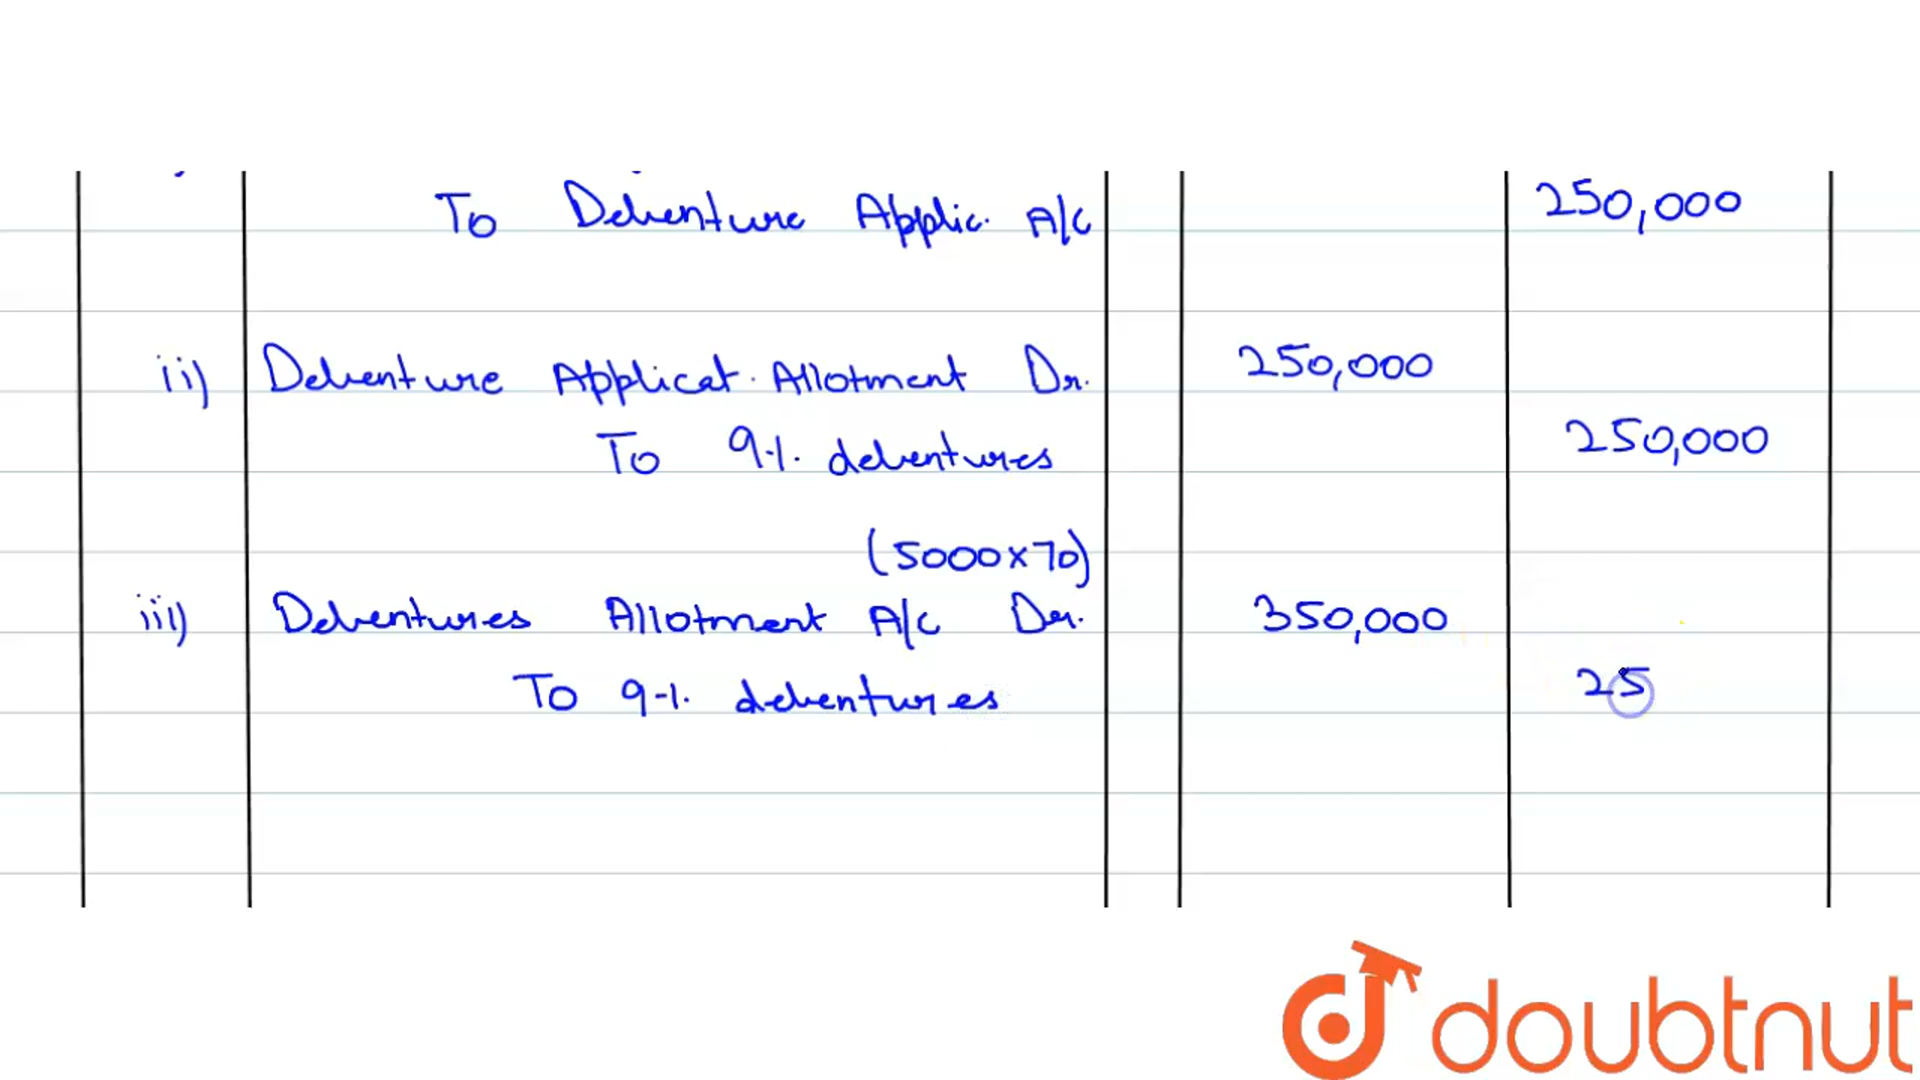 To Debenture Applic. A/c 250,000
ii) Debenture Applicat. Allotment Dr. 250,000
To 9%. debentures 250,000
(5000x70)
iii) Debentures Allotment A/c Dr. 350,000
To 9%. debentures 25
doubtnut